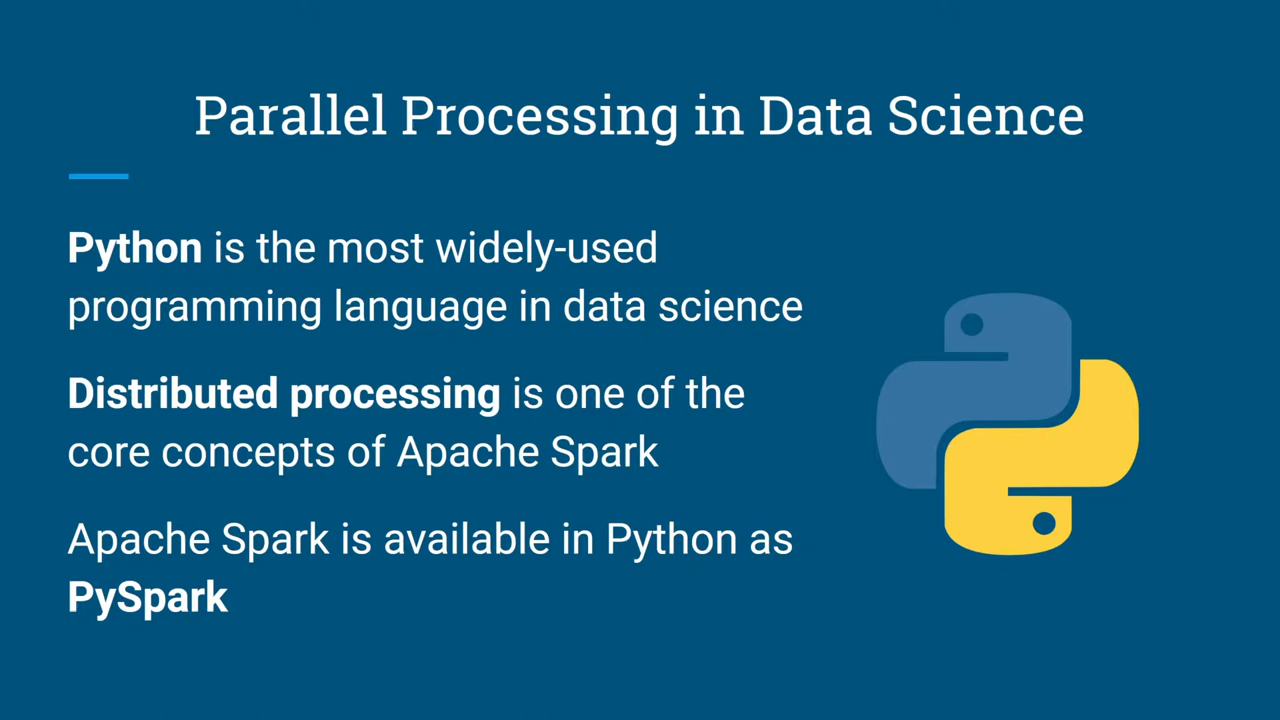 Parallel Processing in Data Science
Python is the most widely-used
programming language in data science
Distributed processing is one of the
core concepts of Apache Spark
Apache Spark is available in Python as
PySpark